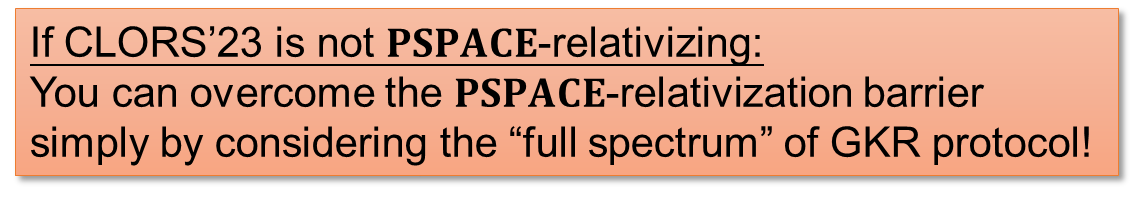 If CLORS’23 is not PSPACE-relativizing:
You can overcome the PSPACE-relativization barrier
simply by considering the “full spectrum” of GKR protocol!